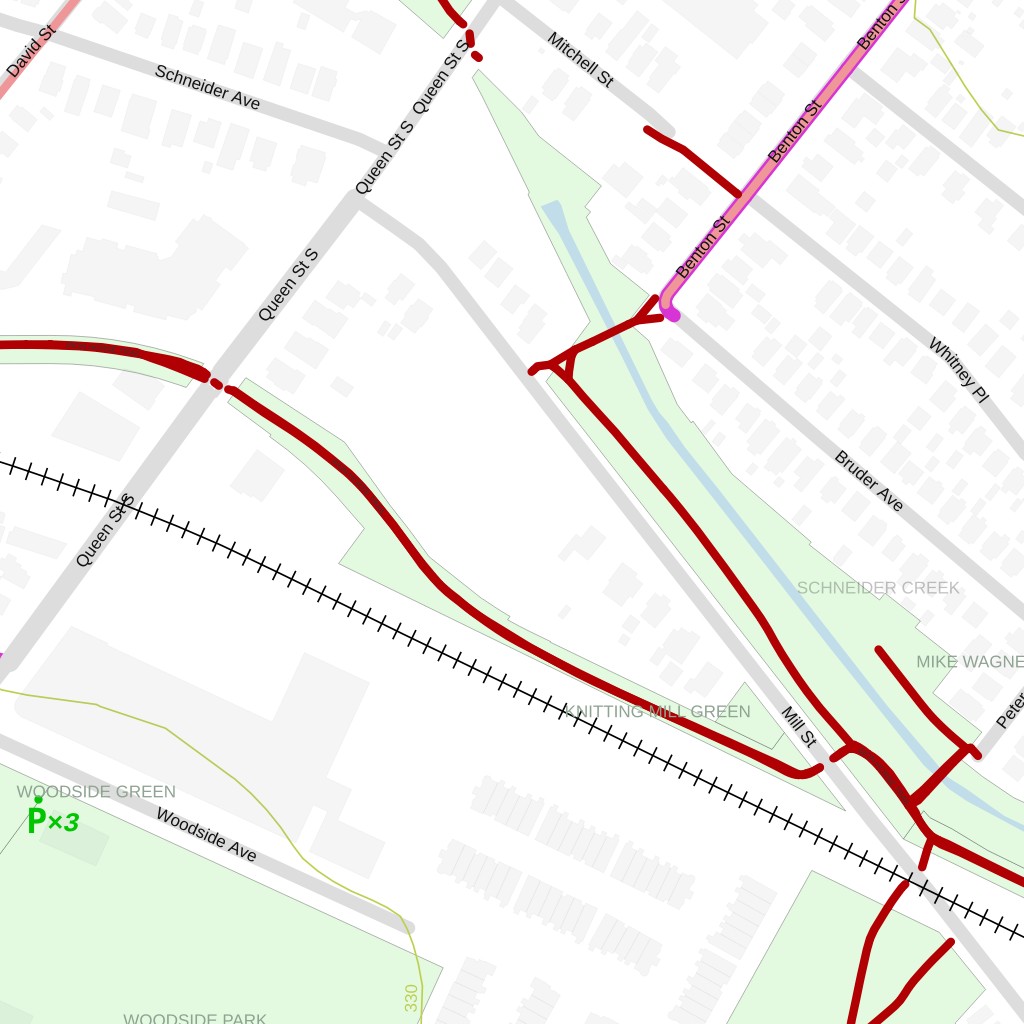 David St
Schneider Ave
Queen St S
Queen St S
Queen St S
Queen St S
Mitchell St
Benton S
Benton St
Benton St
Whitney Pl
Bruder Ave
SCHNEIDER CREEK
MIKE WAGNE
Peter
Mill St
KNITTING MILL GREEN
WOODSIDE GREEN
P×3
Woodside Ave
330
WOODSIDE PARK